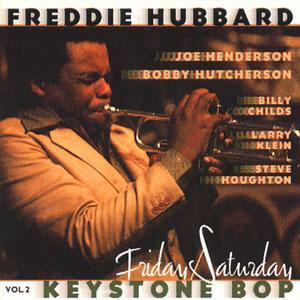 FREDDIE HUBBARD
JOE HENDERSON
BOBBY HUTCHERSON
BILLY
CHILDS
LARRY
KLEIN
STEVE
HOUGHTON
Friday & Saturday
VOL. 2
KEYSTONE BOP